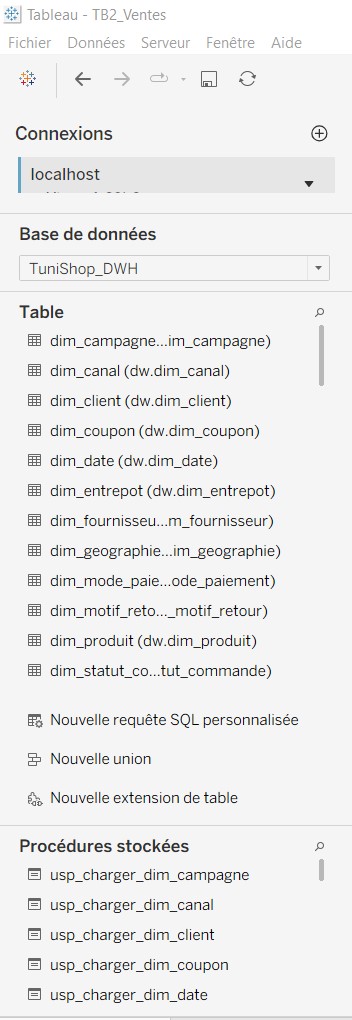 Tableau - TB2_Ventes
Fichier Données Serveur Fenêtre Aide
Connexions
localhost
Base de données
TuniShop_DWH
Table
dim_campagne...im_campagne)
dim_canal (dw.dim_canal)
dim_client (dw.dim_client)
dim_coupon (dw.dim_coupon)
dim_date (dw.dim_date)
dim_entrepot (dw.dim_entrepot)
dim_fournisseu...m_fournisseur)
dim_geographie...im_geographie)
dim_mode_paie...ode_paiement)
dim_motif_reto..._motif_retour)
dim_produit (dw.dim_produit)
dim_statut_co...tut_commande)
Nouvelle requête SQL personnalisée
Nouvelle union
Nouvelle extension de table
Procédures stockées
usp_charger_dim_campagne
usp_charger_dim_canal
usp_charger_dim_client
usp_charger_dim_coupon
usp_charger_dim_date